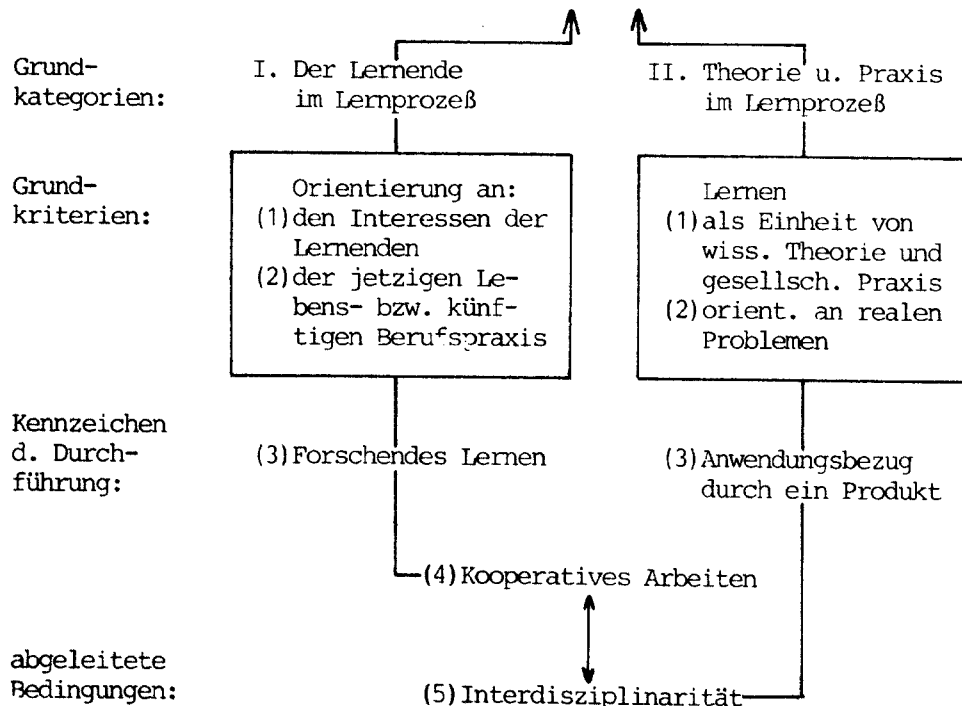 Grund-
kategorien:
I. Der Lernende
im Lernprozeß
II. Theorie u. Praxis
im Lernprozeß
Grund-
kriterien:
Orientierung an:
(1) den Interessen der
Lernenden
(2) der jetzigen Le-
bens- bzw. künf-
tigen Berufspraxis
Lernen
(1) als Einheit von
wiss. Theorie und
gesellsch. Praxis
(2) orient. an realen
Problemen
Kennzeichen
d. Durch-
führung:
(3) Forschendes Lernen
(3) Anwendungsbezug
durch ein Produkt
(4) Kooperatives Arbeiten
abgeleitete
Bedingungen:
(5) Interdisziplinarität